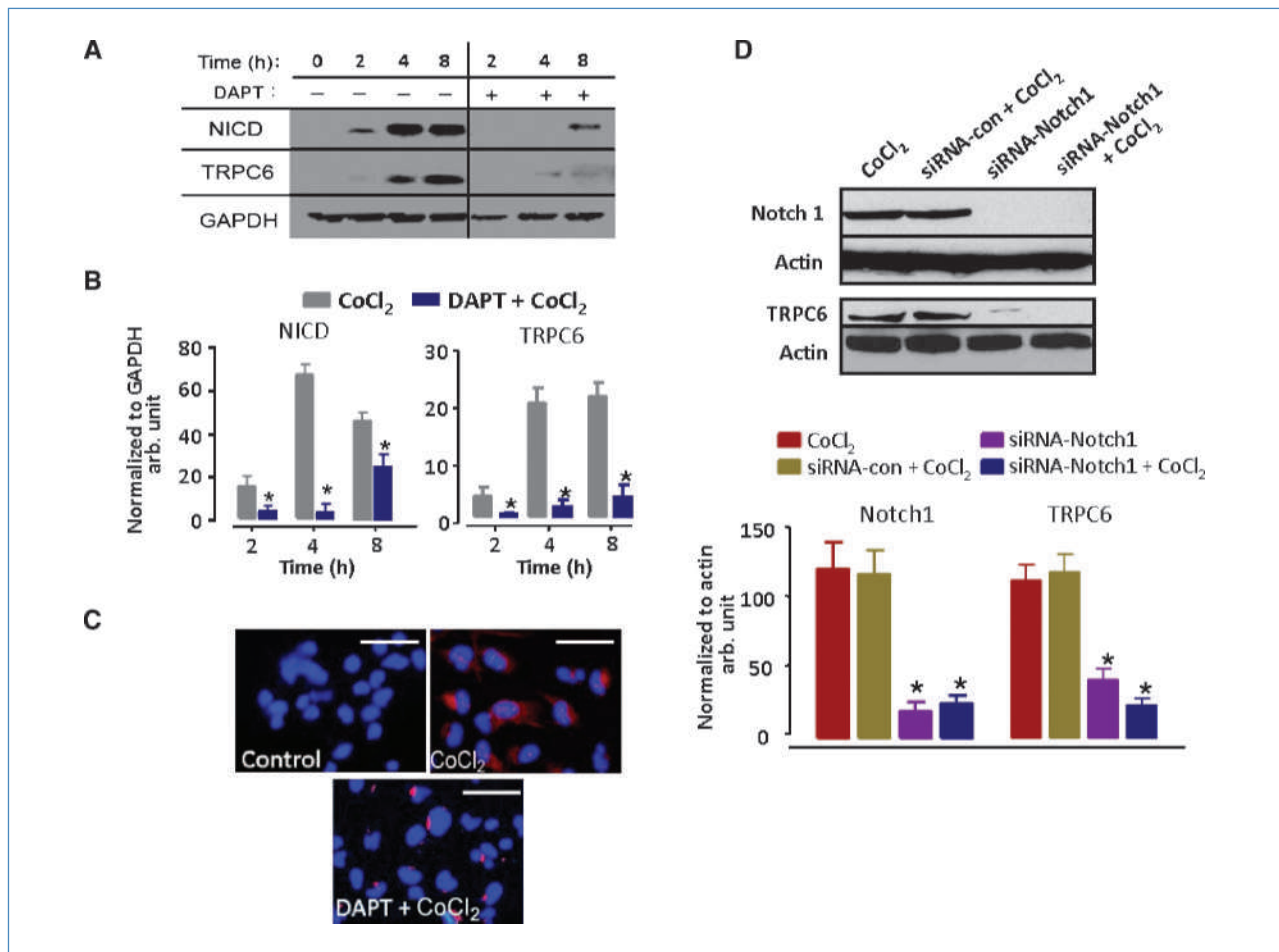 A
Time (h): 0 2 4 8 2 4 8
DAPT : – – – – + + +
NICD
TRPC6
GAPDH
B
CoCl₂ DAPT + CoCl₂
NICD
TRPC6
Normalized to GAPDH
arb. unit
80
60
40
20
0
30
20
10
0
* * *
* * *
2 4 8
2 4 8
Time (h)
Time (h)
C
Control
CoCl₂
DAPT + CoCl₂
D
CoCl₂
siRNA-con + CoCl₂
siRNA-Notch1
siRNA-Notch1
+ CoCl₂
Notch 1
Actin
TRPC6
Actin
CoCl₂ siRNA-Notch1
siRNA-con + CoCl₂ siRNA-Notch1 + CoCl₂
Notch1 TRPC6
Normalized to actin
arb. unit
150
100
50
0
* * * *